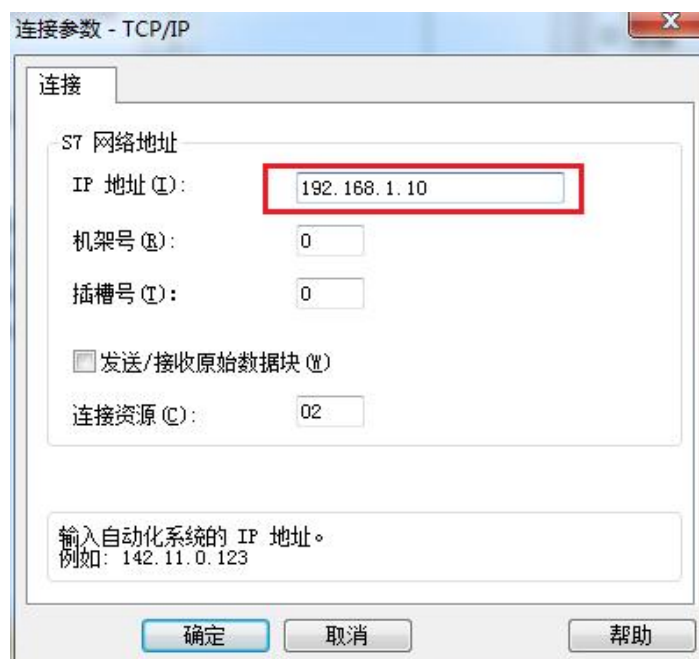 连接参数 - TCP/IP
连接
S7 网络地址
IP 地址(I):
192.168.1.10
机架号(R):
0
插槽号(T):
0
发送/接收原始数据块(W)
连接资源(C):
02
输入自动化系统的 IP 地址。
例如: 142.11.0.123
确定
取消
帮助